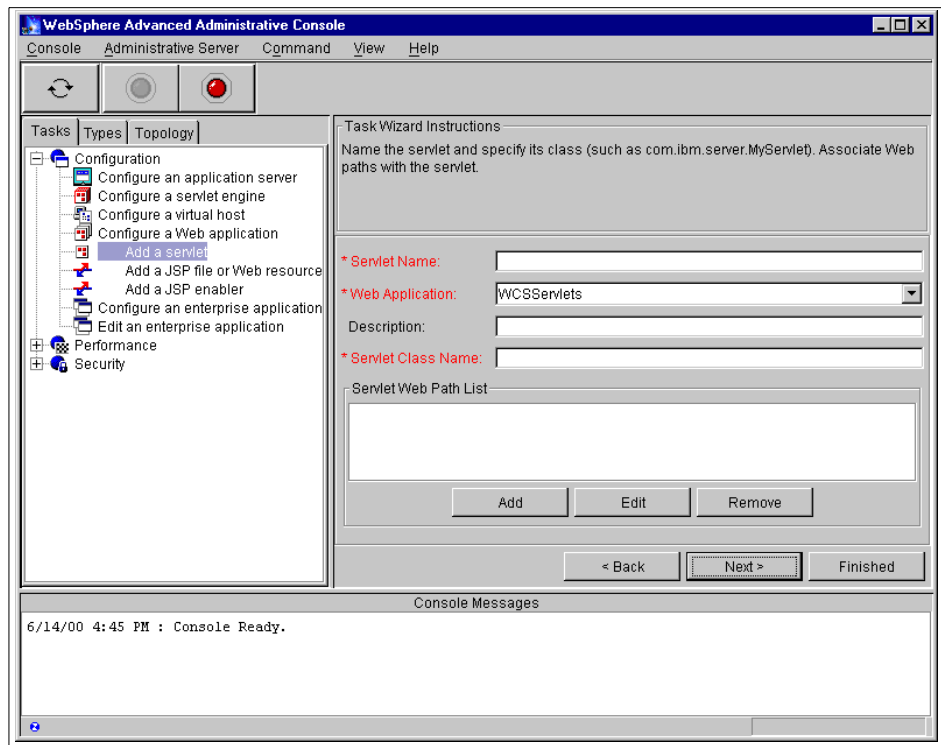 WebSphere Advanced Administrative Console
Console Administrative Server Command View Help
Tasks Types Topology
Configuration
Configure an application server
Configure a servlet engine
Configure a virtual host
Configure a Web application
Add a servlet
Add a JSP file or Web resource
Add a JSP enabler
Configure an enterprise application
Edit an enterprise application
Performance
Security
Task Wizard Instructions
Name the servlet and specify its class (such as com.ibm.server.MyServlet). Associate Web
paths with the servlet.
* Servlet Name:
* Web Application: WCSServlets
Description:
* Servlet Class Name:
Servlet Web Path List
Add Edit Remove
< Back Next > Finished
Console Messages
6/14/00 4:45 PM : Console Ready.